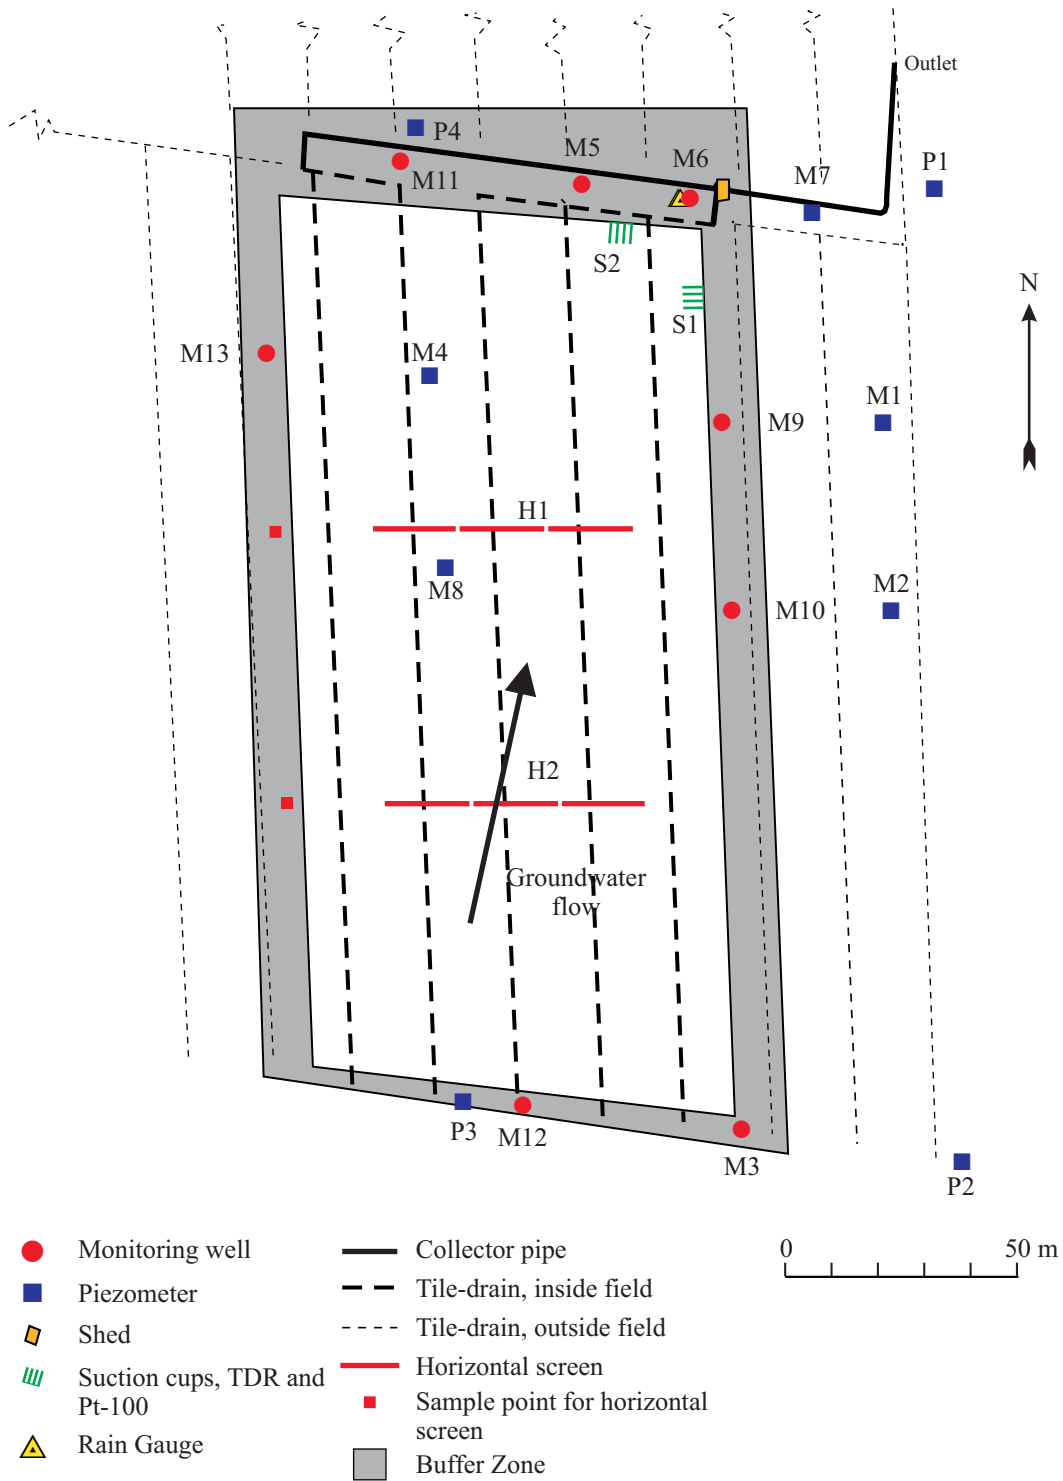 Outlet
P4
M5
M6
M7
P1
M11
S2
S1
N
M13
M4
M1
M9
H1
M8
M2
M10
H2
Groundwater
flow
P3
M12
M3
P2
Monitoring well
Piezometer
Shed
Suction cups, TDR and
Pt-100
Rain Gauge
Collector pipe
Tile-drain, inside field
Tile-drain, outside field
Horizontal screen
Sample point for horizontal
screen
Buffer Zone
0 50 m